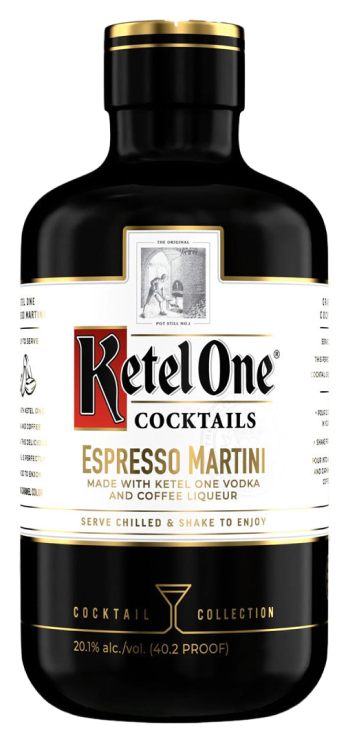 THE ORIGINAL
POT STILL NO.1
Ketel One®
COCKTAILS
ESPRESSO MARTINI
MADE WITH KETEL ONE VODKA
AND COFFEE LIQUEUR
SERVE CHILLED & SHAKE TO ENJOY
COCKTAIL COLLECTION
20.1% alc./vol. (40.2 PROOF)